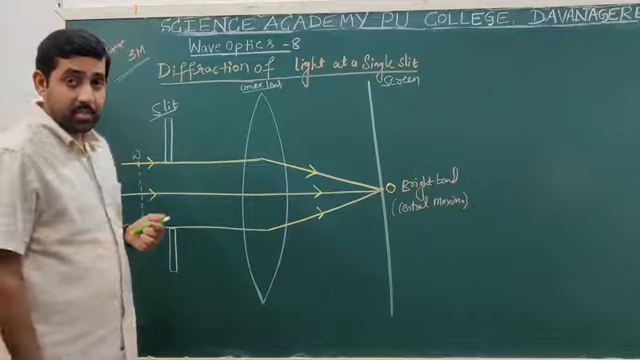 SCIENCE ACADEMY PU COLLEGE, DAVANAGERE
Wave Optics - 8
3M
Diffraction of light at a Single slit
Convex lens
Screen
Slit
W
O Bright band
(Central Maxima)